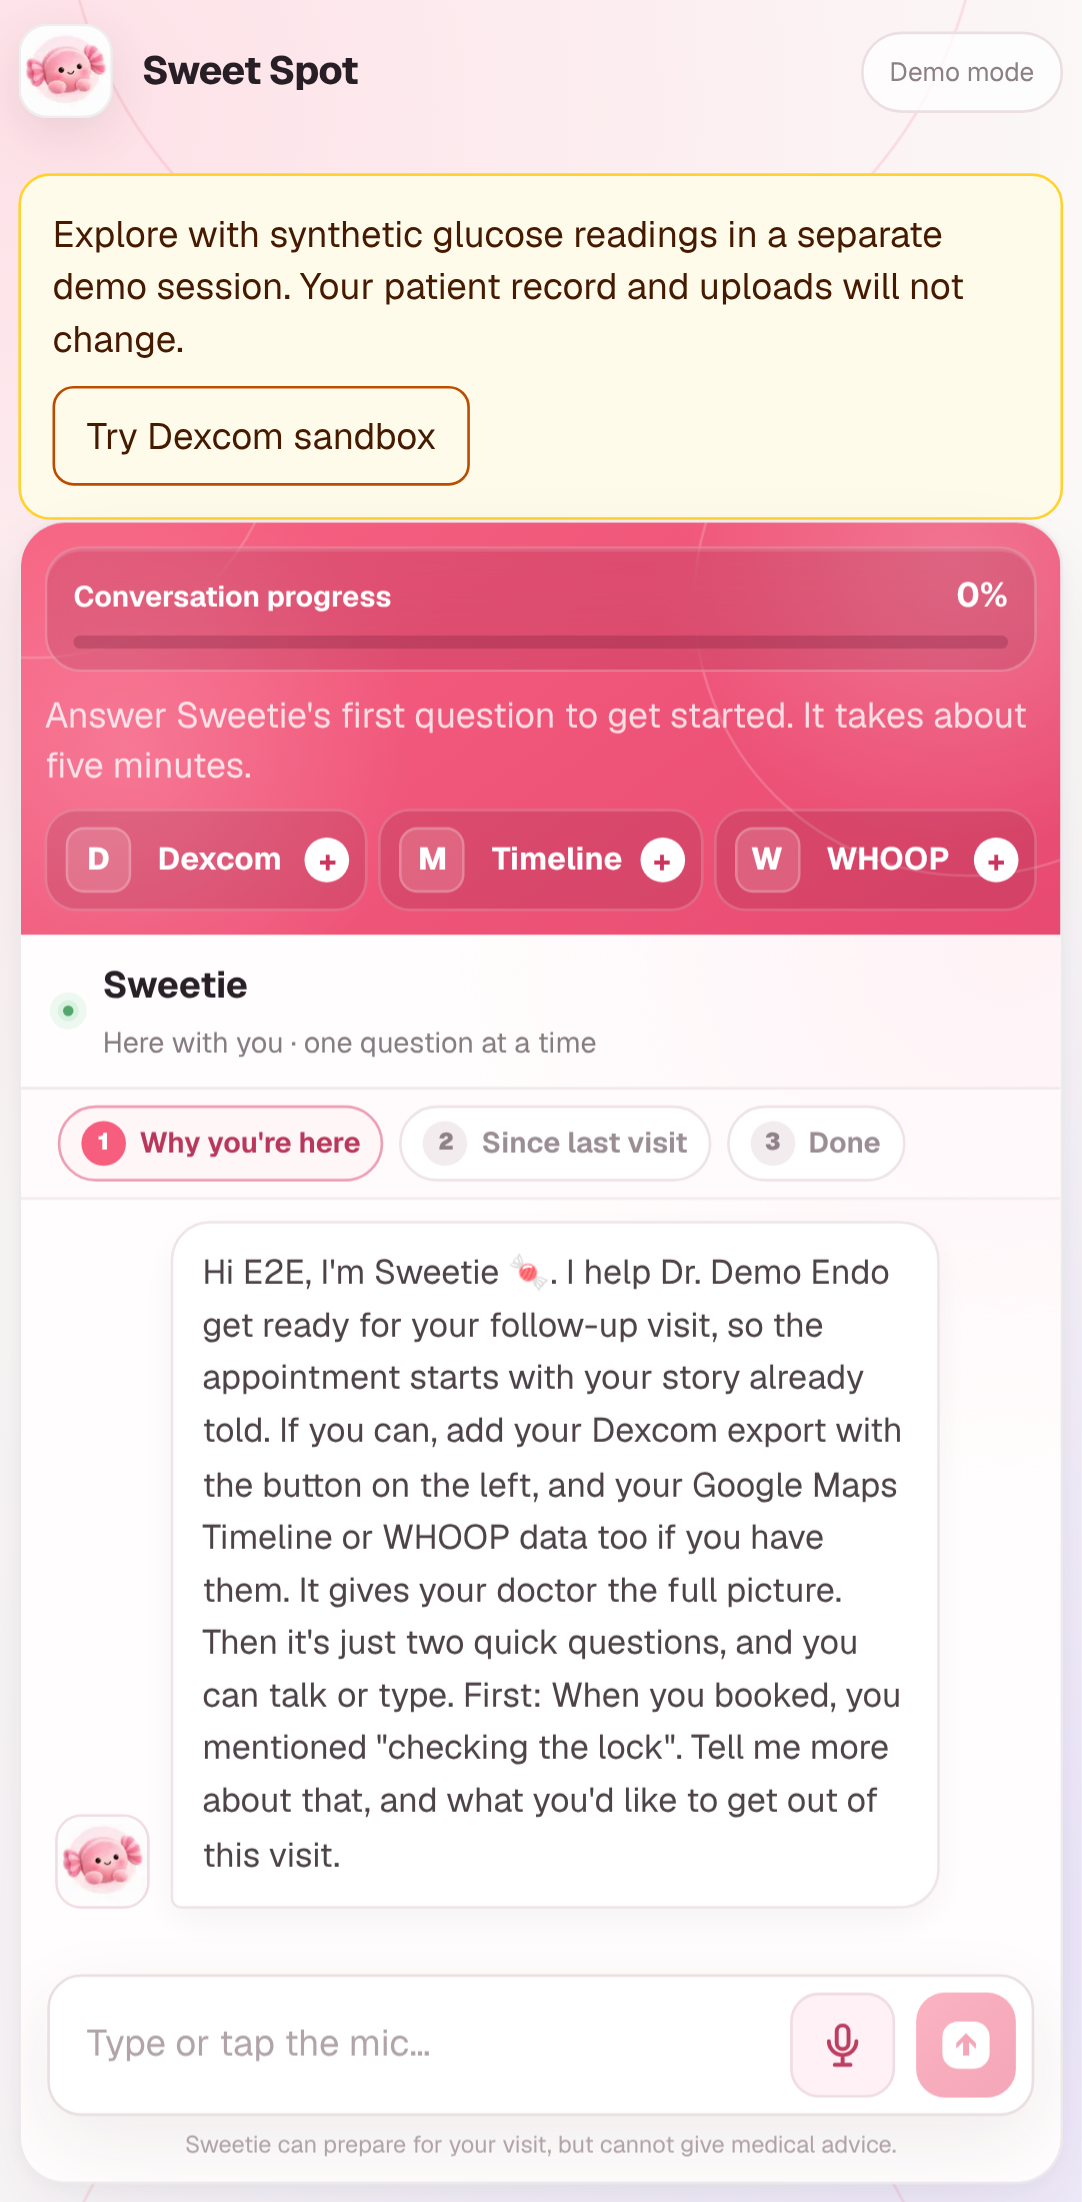 Sweet Spot
Demo mode
Explore with synthetic glucose readings in a separate
demo session. Your patient record and uploads will not
change.
Try Dexcom sandbox
Conversation progress
0%
Answer Sweetie's first question to get started. It takes about
five minutes.
D Dexcom +
M Timeline +
W WHOOP +
Sweetie
Here with you · one question at a time
1 Why you're here
2 Since last visit
3 Done
Hi E2E, I'm Sweetie 🍬. I help Dr. Demo Endo
get ready for your follow-up visit, so the
appointment starts with your story already
told. If you can, add your Dexcom export with
the button on the left, and your Google Maps
Timeline or WHOOP data too if you have
them. It gives your doctor the full picture.
Then it's just two quick questions, and you
can talk or type. First: When you booked, you
mentioned "checking the lock". Tell me more
about that, and what you'd like to get out of
this visit.
Type or tap the mic...
Sweetie can prepare for your visit, but cannot give medical advice.